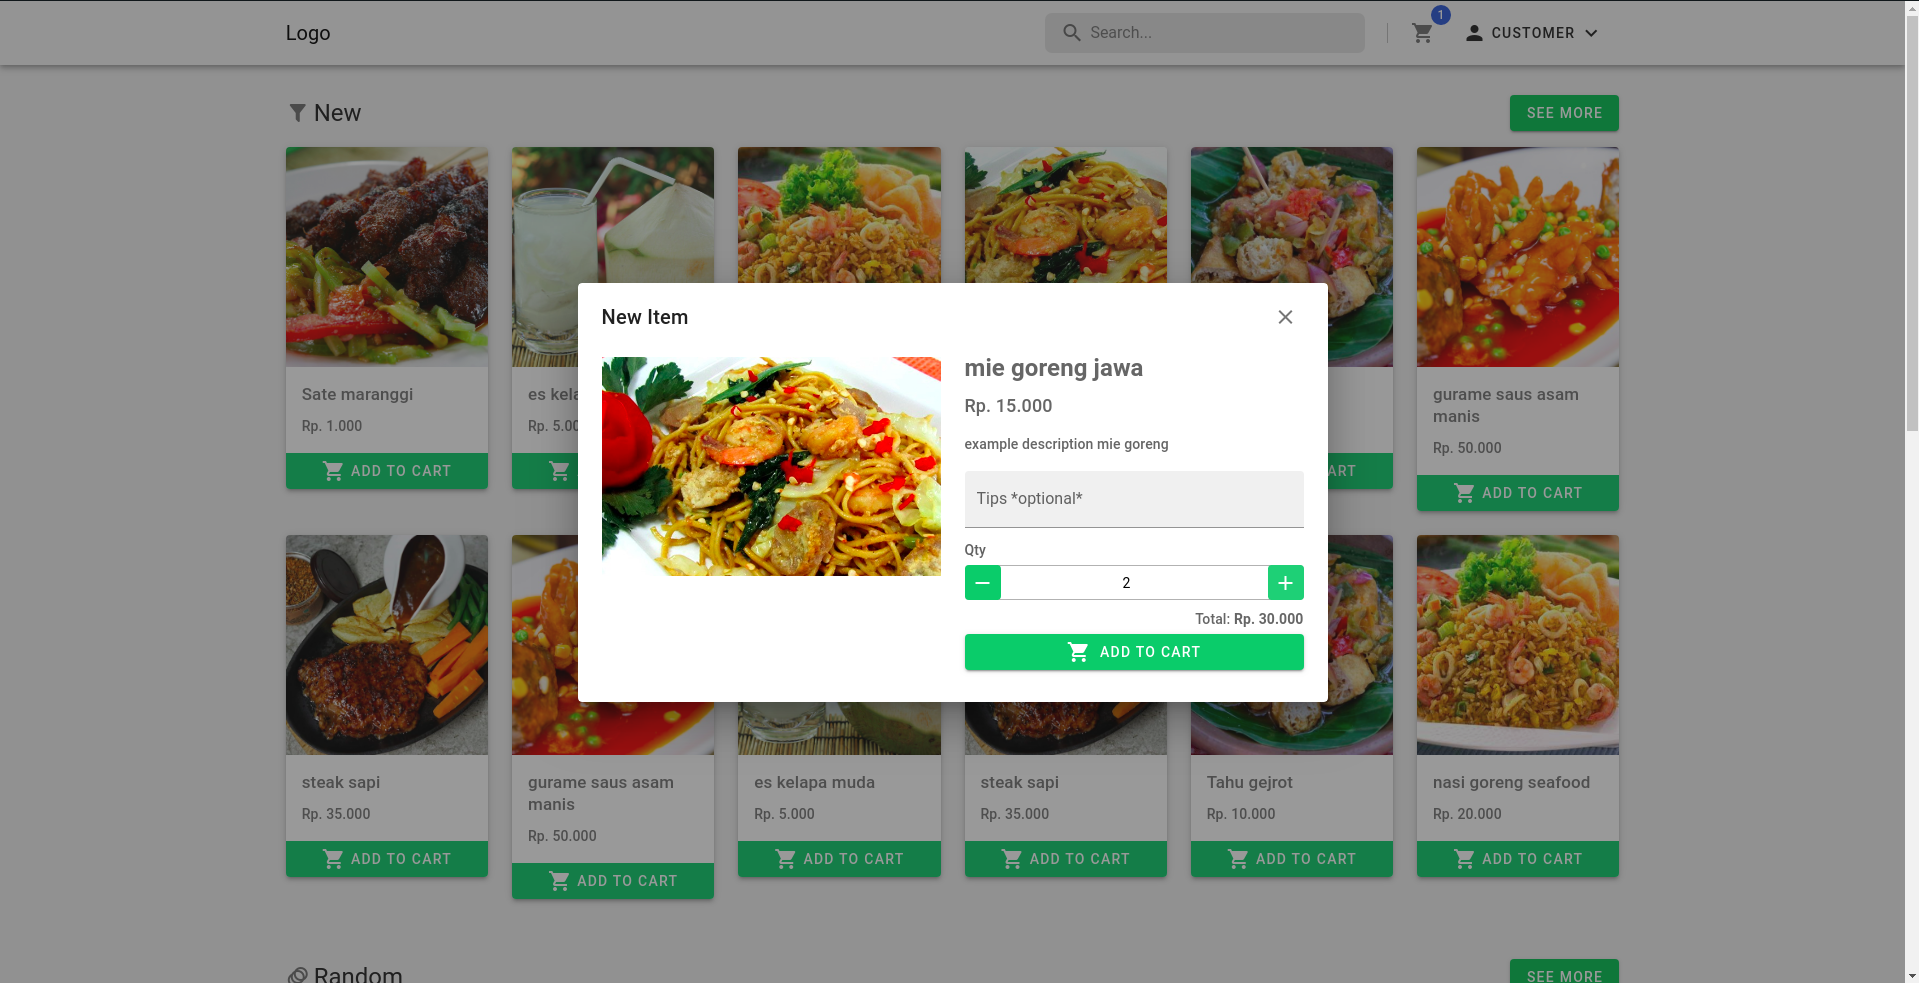 Logo
Search...
1
CUSTOMER
New
SEE MORE
New Item
mie goreng jawa
Rp. 15.000
example description mie goreng
Tips *optional*
Qty
2
Total: Rp. 30.000
ADD TO CART
Sate maranggi
Rp. 1.000
ADD TO CART
es kela
Rp. 5.00
ART
gurame saus asam
manis
Rp. 50.000
ADD TO CART
steak sapi
Rp. 35.000
ADD TO CART
gurame saus asam
manis
Rp. 50.000
ADD TO CART
es kelapa muda
Rp. 5.000
ADD TO CART
steak sapi
Rp. 35.000
ADD TO CART
Tahu gejrot
Rp. 10.000
ADD TO CART
nasi goreng seafood
Rp. 20.000
ADD TO CART
Random
SEE MORE